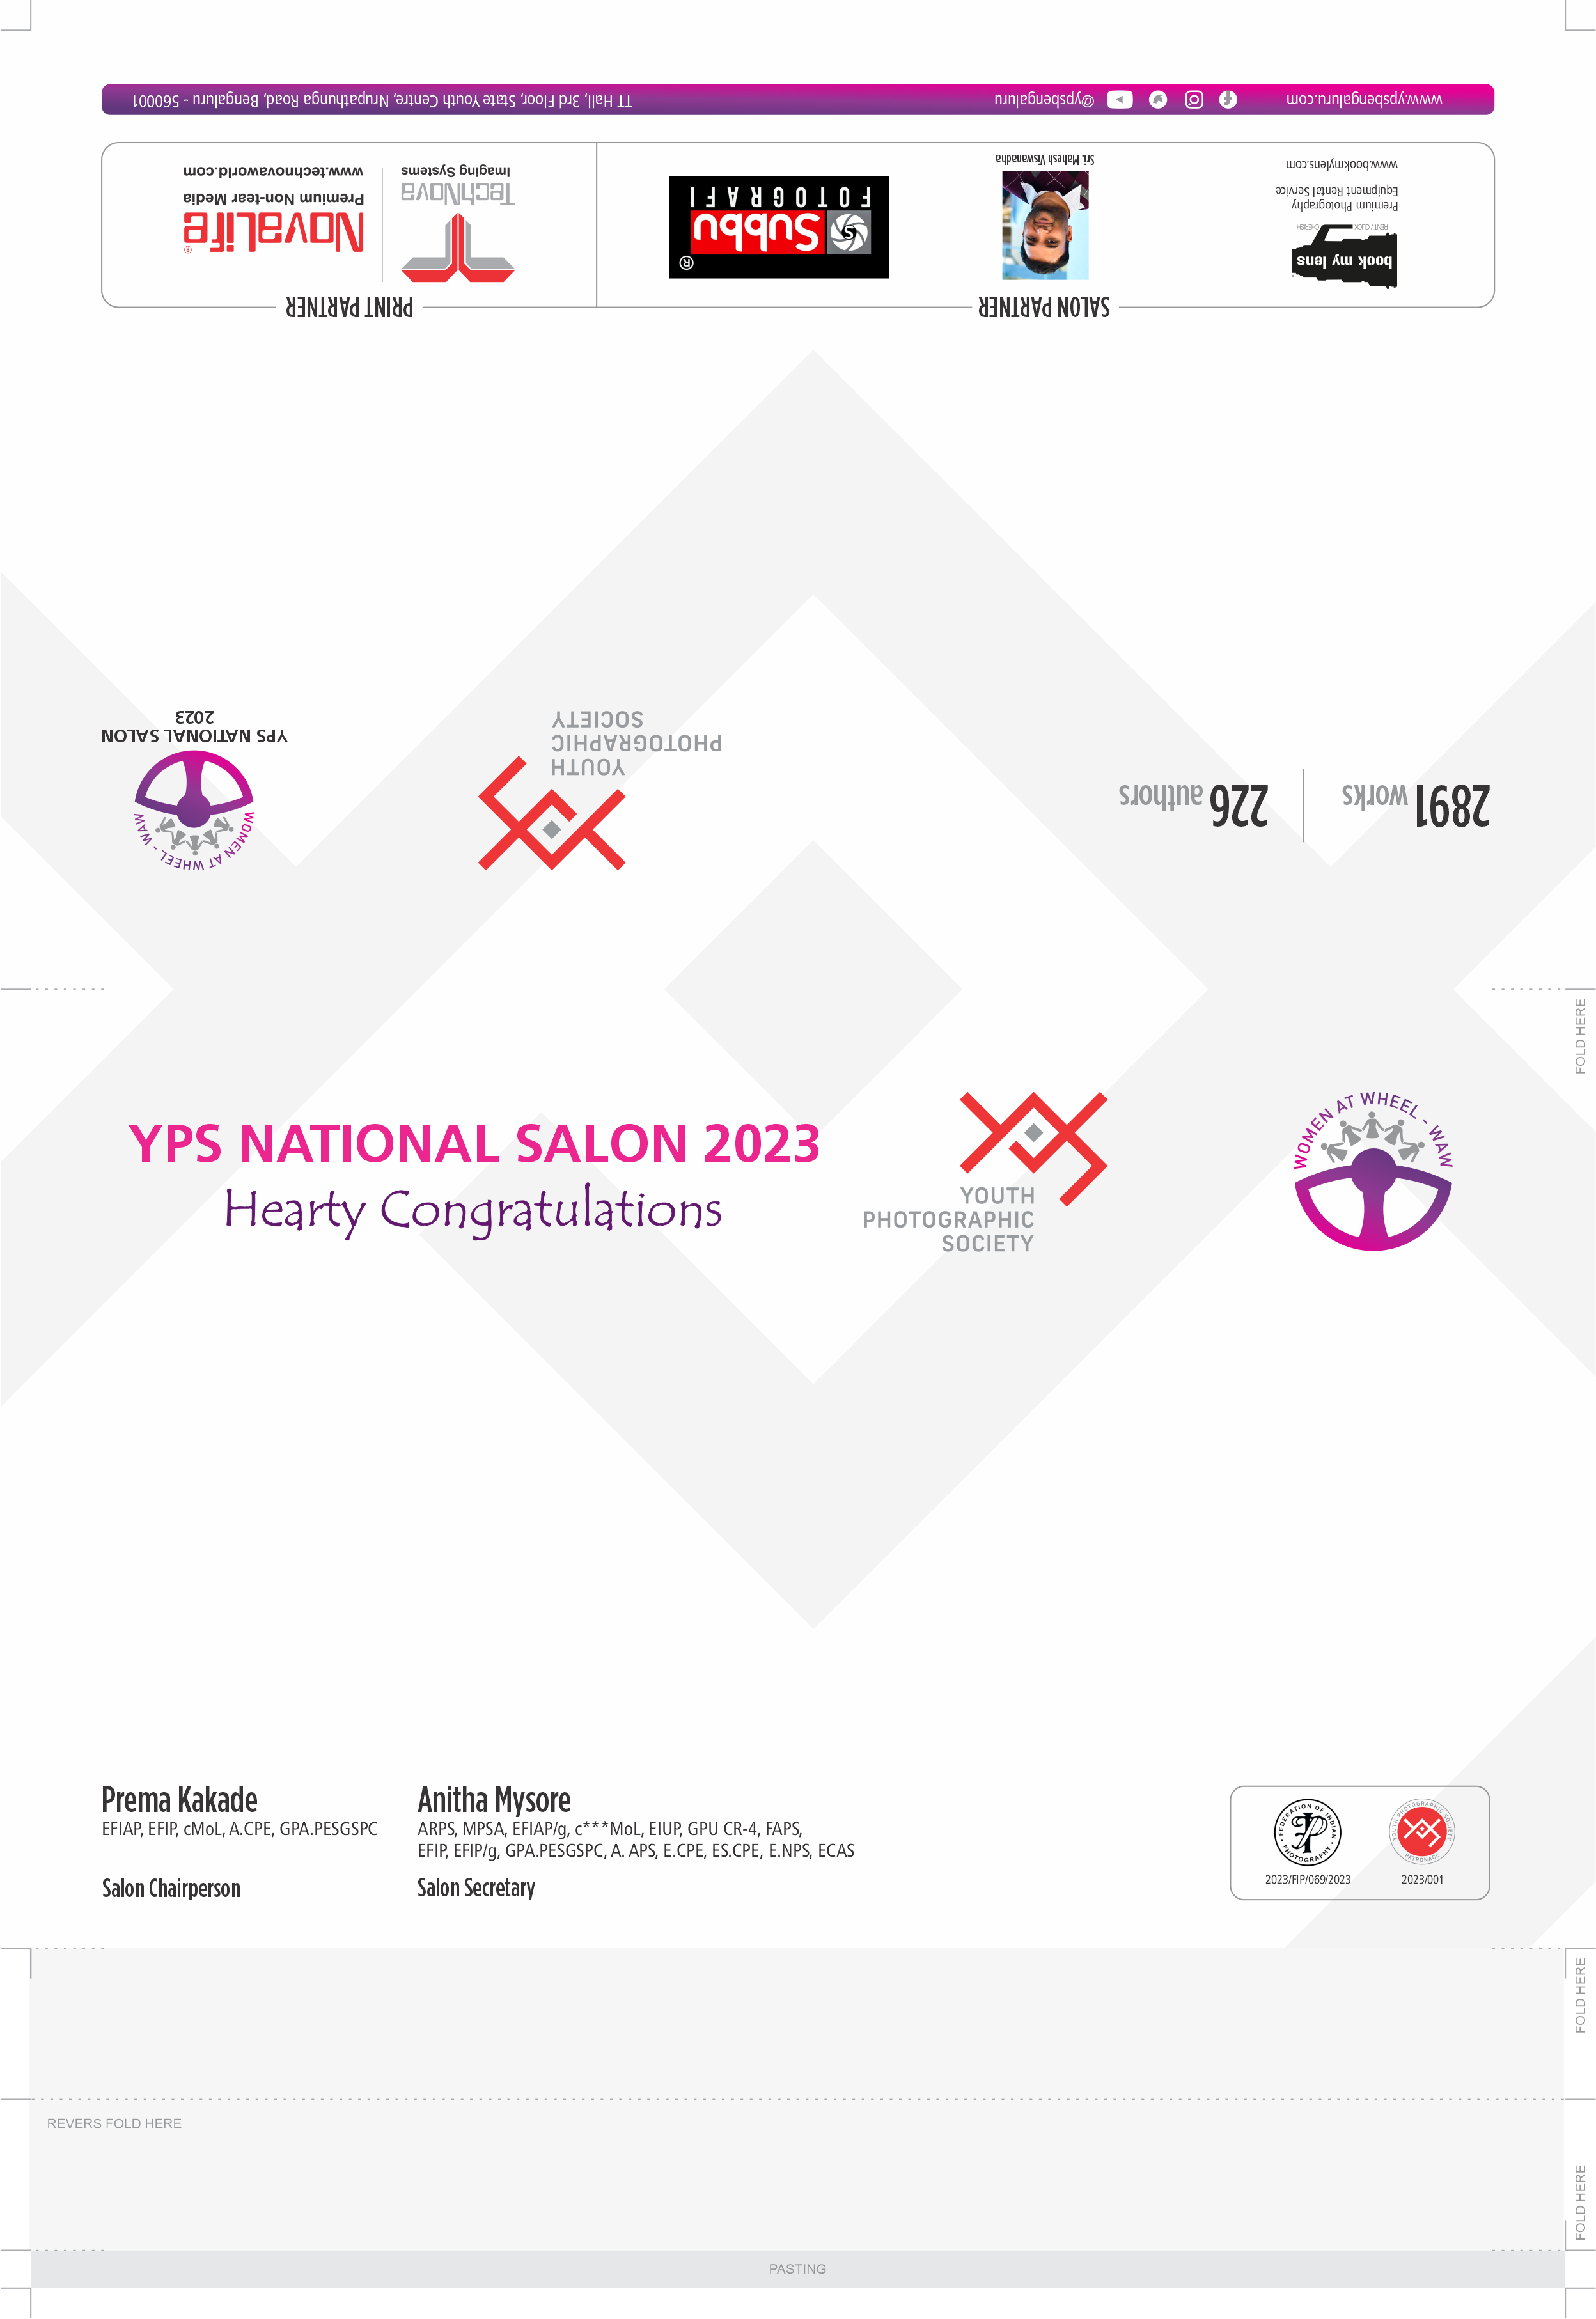 TT Hall, 3rd Floor, State Youth Centre, Nrupathunga Road, Bengaluru - 560001
@ypsbengaluru
www.ypsbengaluru.com
PRINT PARTNER
NovaLife®
Premium Non-tear Media
www.technovaworld.com
TechNova
Imaging Systems
SALON PARTNER
Subbu®
FOTOGRAFI
Sri. Mahesh Viswanadha
book my lens
RENT / CLICK / CHERISH
Premium Photography
Equipment Rental Service
www.bookmylens.com
WOMEN AT WHEEL - WAW
YPS NATIONAL SALON
2023
YOUTH
PHOTOGRAPHIC
SOCIETY
2891 works
226 authors
FOLD HERE
YPS NATIONAL SALON 2023
Hearty Congratulations
YOUTH
PHOTOGRAPHIC
SOCIETY
WOMEN AT WHEEL - WAW
Prema Kakade
EFIAP, EFIP, cMoL, A.CPE, GPA.PESGSPC
Salon Chairperson
Anitha Mysore
ARPS, MPSA, EFIAP/g, c***MoL, EIUP, GPU CR-4, FAPS,
EFIP, EFIP/g, GPA.PESGSPC, A. APS, E.CPE, ES.CPE, E.NPS, ECAS
Salon Secretary
FEDERATION OF INDIAN PHOTOGRAPHY
FIP
2023/FIP/069/2023
YOUTH PHOTOGRAPHIC SOCIETY
PATRONAGE
2023/001
FOLD HERE
REVERS FOLD HERE
FOLD HERE
PASTING